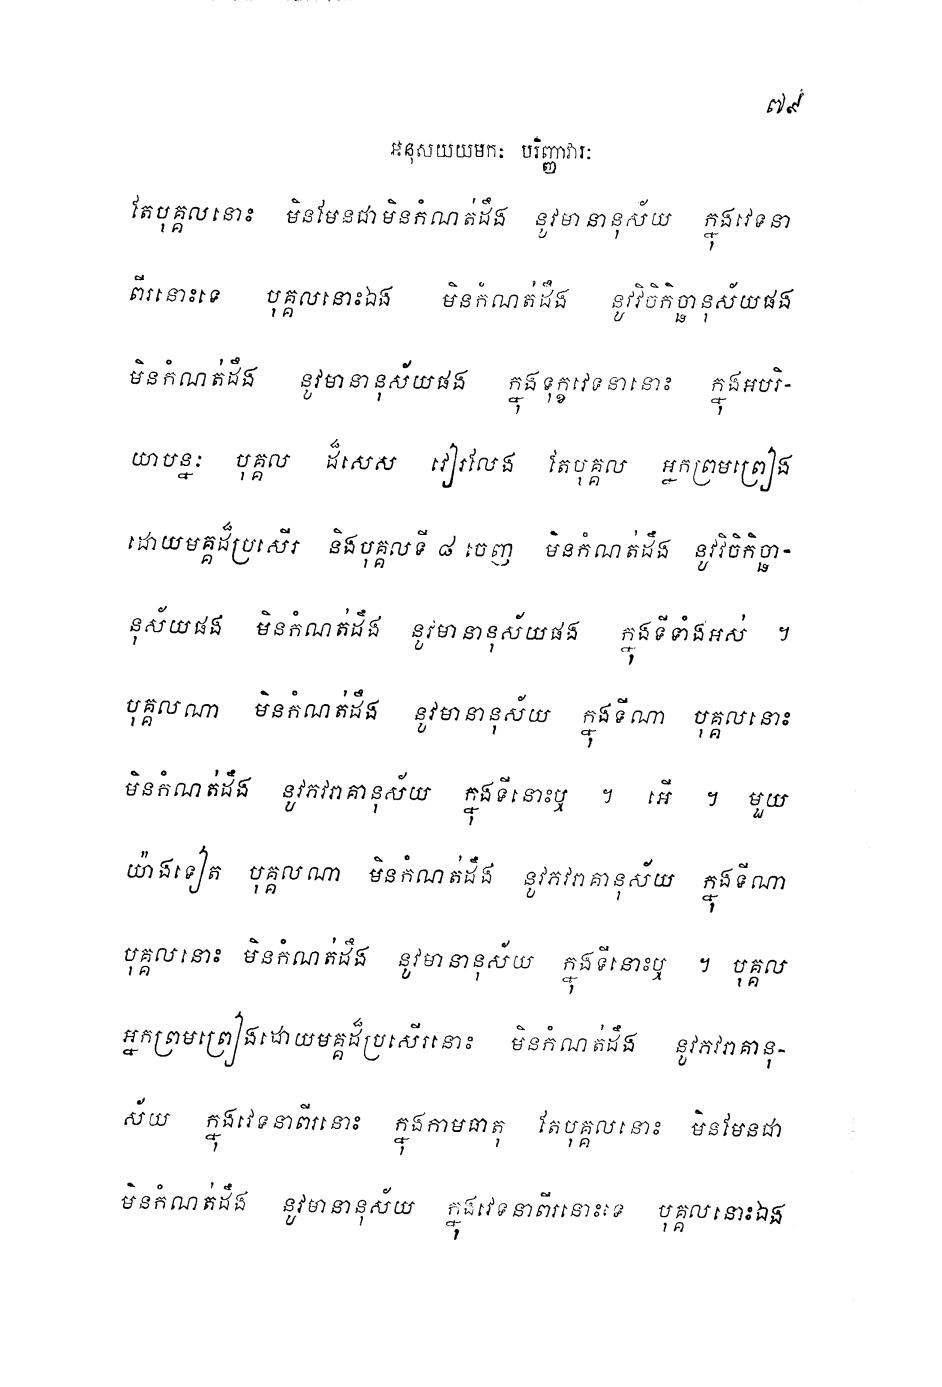 ៧៩
អនុសយយមកៈ បរិញ្ញាវារៈ
តែបុគ្គលនោះ មិនមែនជាមិនកំណត់ដឹង នូវមានានុស័យ ក្នុងវេទនា
ពីរនោះទេ បុគ្គលនោះឯង មិនកំណត់ដឹង នូវវិចិកិច្ឆានុស័យផង
មិនកំណត់ដឹង នូវមានានុស័យផង ក្នុងទុក្ខវេទនានោះ ក្នុងអបរិ-
យាបន្នៈ បុគ្គល ដ៏សេស វៀរលែង តែបុគ្គល អ្នកព្រមព្រៀង
ដោយមគ្គដ៏ប្រសើរ និងបុគ្គលទី ៨ ចេញ មិនកំណត់ដឹង នូវវិចិកិច្ឆា-
នុស័យផង មិនកំណត់ដឹង នូវមានានុស័យផង ក្នុងទីទាំងអស់ ។
បុគ្គលណា មិនកំណត់ដឹង នូវមានានុស័យ ក្នុងទីណា បុគ្គលនោះ
មិនកំណត់ដឹង នូវភវរាគានុស័យ ក្នុងទីនោះឬ ។ អើ ។ មួយ
យ៉ាងទៀត បុគ្គលណា មិនកំណត់ដឹង នូវភវរាគានុស័យ ក្នុងទីណា
បុគ្គលនោះ មិនកំណត់ដឹង នូវមានានុស័យ ក្នុងទីនោះឬ ។ បុគ្គល
អ្នកព្រមព្រៀងដោយមគ្គដ៏ប្រសើរនោះ មិនកំណត់ដឹង នូវភវរាគានុ-
ស័យ ក្នុងវេទនាពីរនោះ ក្នុងកាមធាតុ តែបុគ្គលនោះ មិនមែនជា
មិនកំណត់ដឹង នូវមានានុស័យ ក្នុងវេទនាពីរនោះទេ បុគ្គលនោះឯង